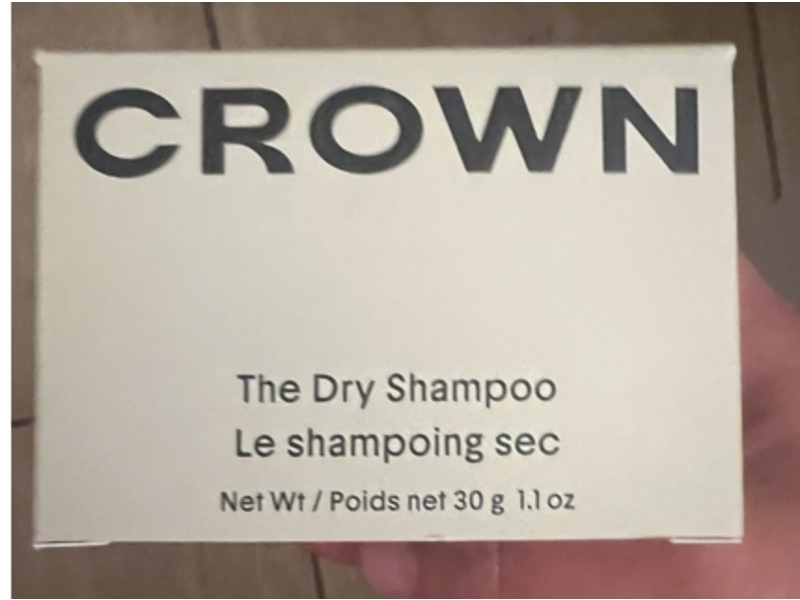 CROWN
The Dry Shampoo
Le shampoing sec
Net Wt / Poids net 30 g 1.1 oz